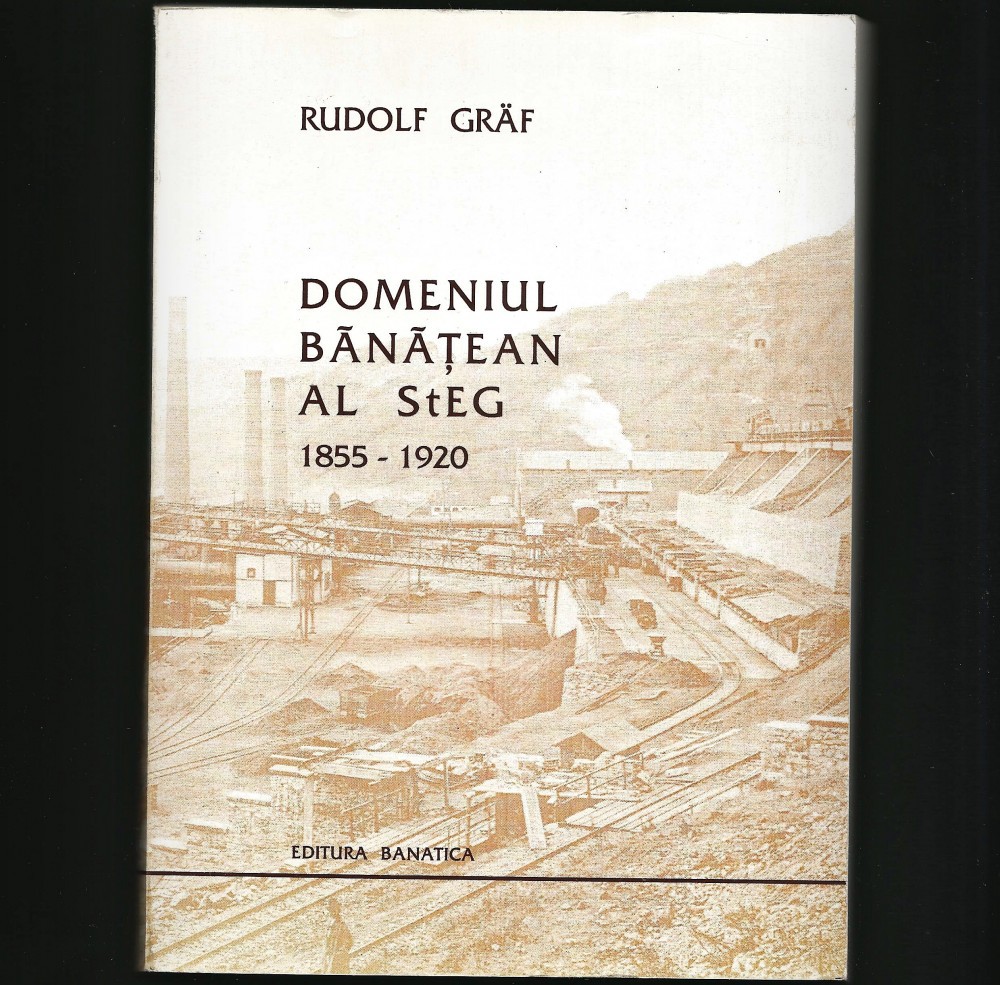 RUDOLF GRÄF
DOMENIUL
BÃNÃȚEAN
AL StEG
1855 - 1920
EDITURA BANATICA